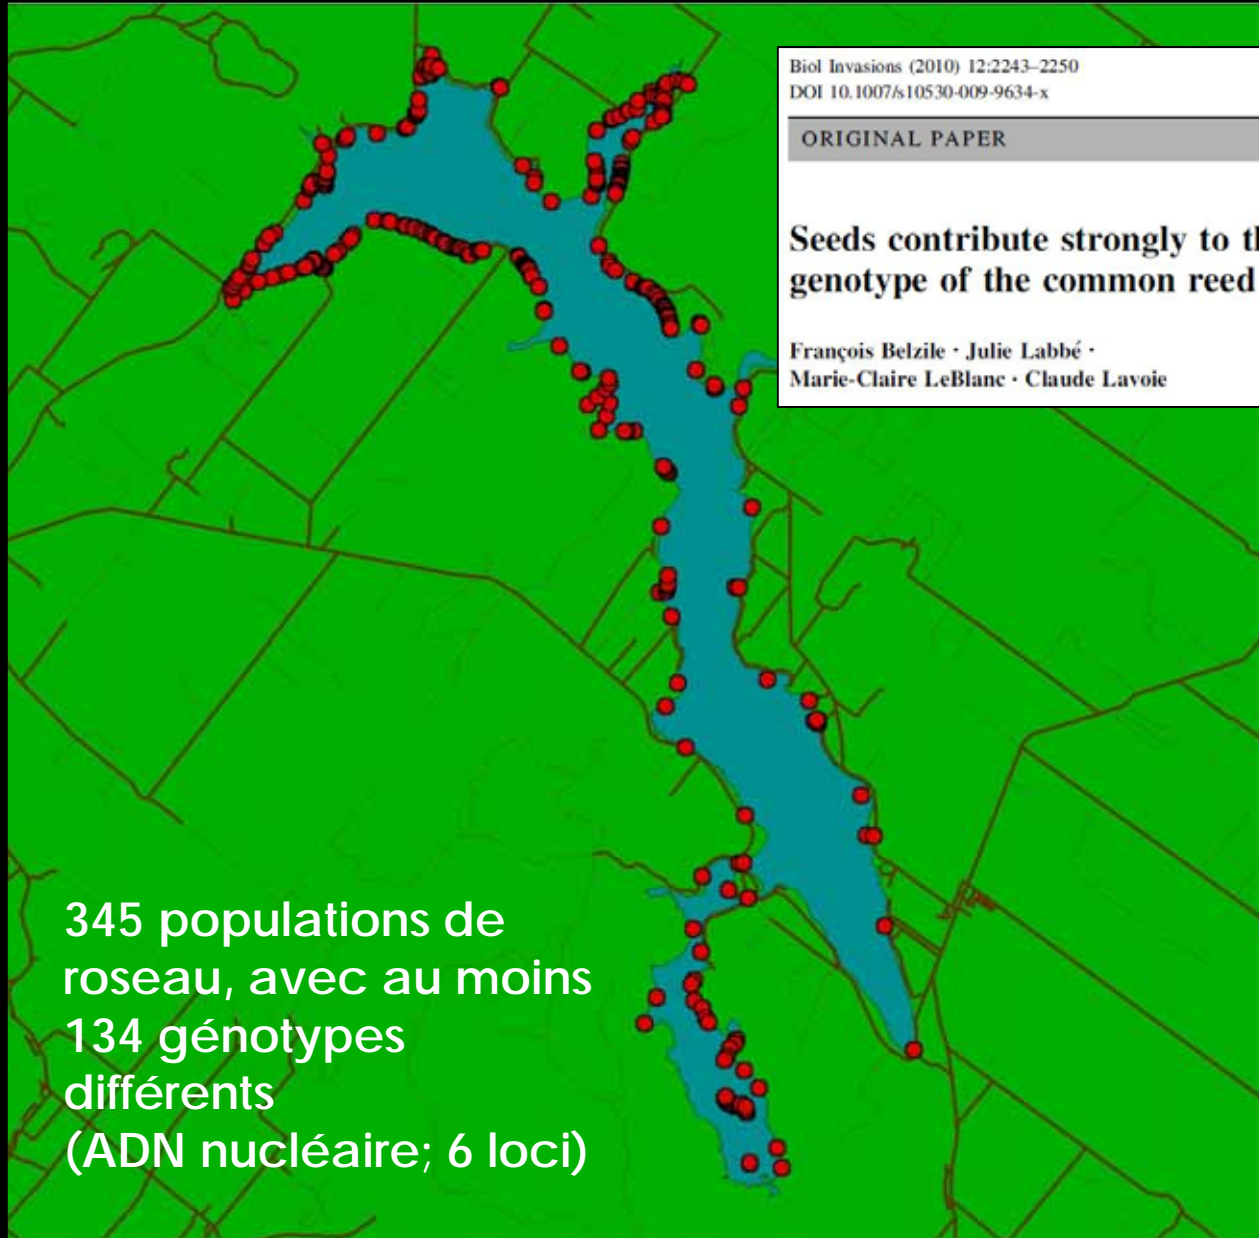 Biol Invasions (2010) 12:2243–2250
DOI 10.1007/s10530-009-9634-x
ORIGINAL PAPER
Seeds contribute strongly to
genotype of the common reed
François Belzile · Julie Labbé ·
Marie-Claire LeBlanc · Claude Lavoie
345 populations de
roseau, avec au moins
134 génotypes
différents
(ADN nucléaire; 6 loci)